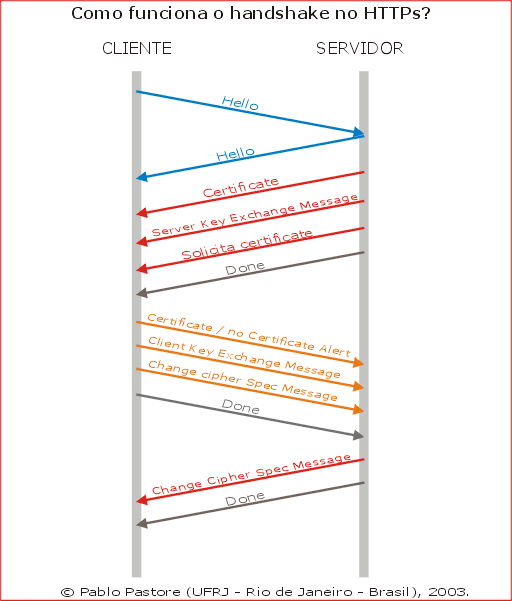 Como funciona o handshake no HTTPs?
CLIENTE
SERVIDOR
Hello
Hello
Certificate
Server Key Exchange Message
Solicita certificate
Done
Certificate / no Certificate Alert
Client Key Exchange Message
Change cipher Spec Message
Done
Change Cipher Spec Message
Done
© Pablo Pastore (UFRJ - Rio de Janeiro - Brasil), 2003.